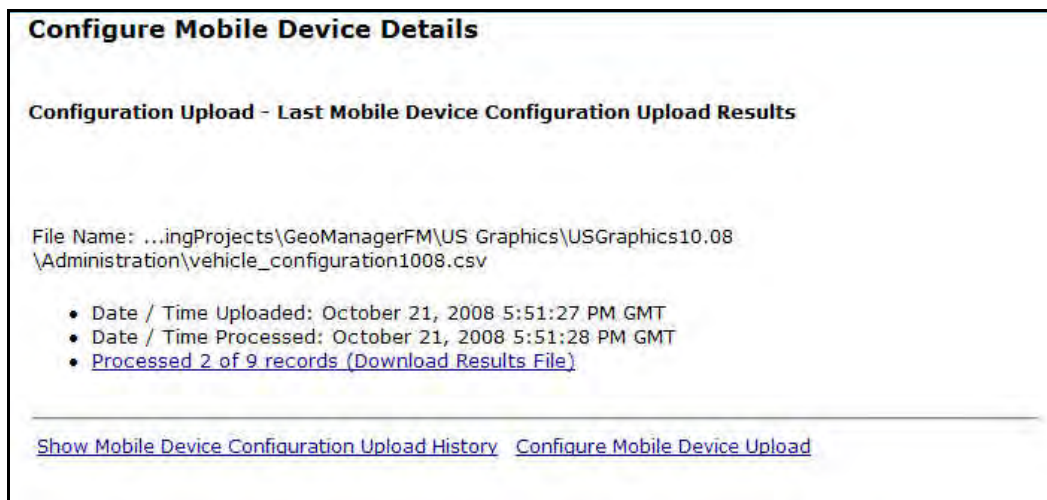 Configure Mobile Device Details
Configuration Upload - Last Mobile Device Configuration Upload Results
File Name: ...ingProjects\GeoManagerFM\US Graphics\USGraphics10.08
\Administration\vehicle_configuration1008.csv
• Date / Time Uploaded: October 21, 2008 5:51:27 PM GMT
• Date / Time Processed: October 21, 2008 5:51:28 PM GMT
• Processed 2 of 9 records (Download Results File)
Show Mobile Device Configuration Upload History Configure Mobile Device Upload